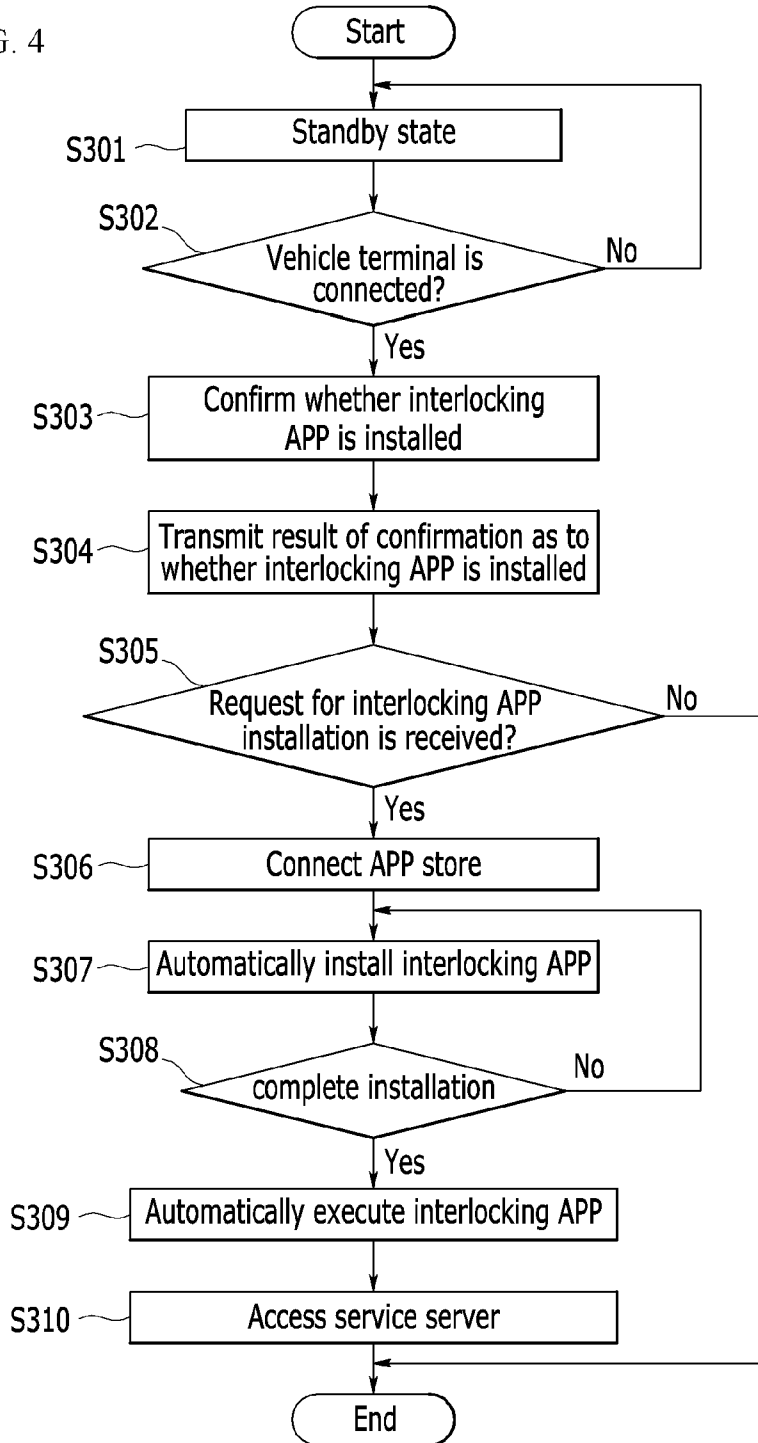 G. 4
Start
S301
Standby state
S302
Vehicle terminal is
connected?
No
Yes
S303
Confirm whether interlocking
APP is installed
S304
Transmit result of confirmation as to
whether interlocking APP is installed
S305
Request for interlocking APP
installation is received?
No
Yes
S306
Connect APP store
S307
Automatically install interlocking APP
S308
complete installation
No
Yes
S309
Automatically execute interlocking APP
S310
Access service server
End